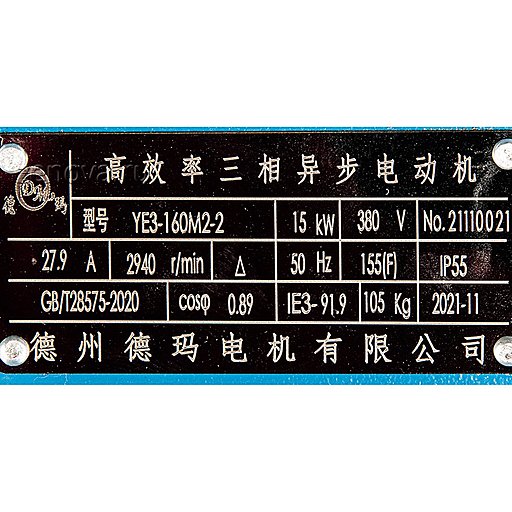 高效率三相异步电动机
德玛
型号 YE3-160M2-2 15 kW 380 V No.21110021
27.9 A 2940 r/min Δ 50 Hz 155(F) IP55
GB/T28575-2020 cosφ 0.89 IE3-91.9 105 Kg 2021-11
德州德玛电机有限公司